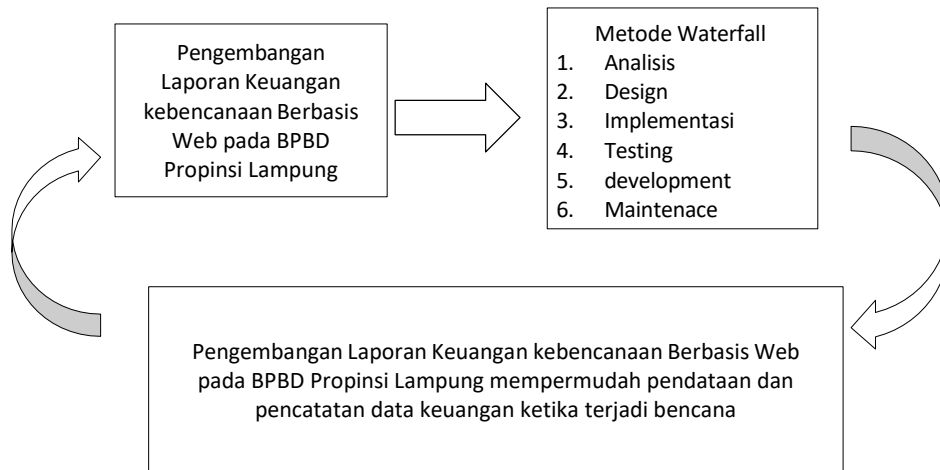 Pengembangan
Laporan Keuangan
kebencanaan Berbasis
Web pada BPBD
Propinsi Lampung
Metode Waterfall
1. Analisis
2. Design
3. Implementasi
4. Testing
5. development
6. Maintenace
Pengembangan Laporan Keuangan kebencanaan Berbasis Web
pada BPBD Propinsi Lampung mempermudah pendataan dan
pencatatan data keuangan ketika terjadi bencana